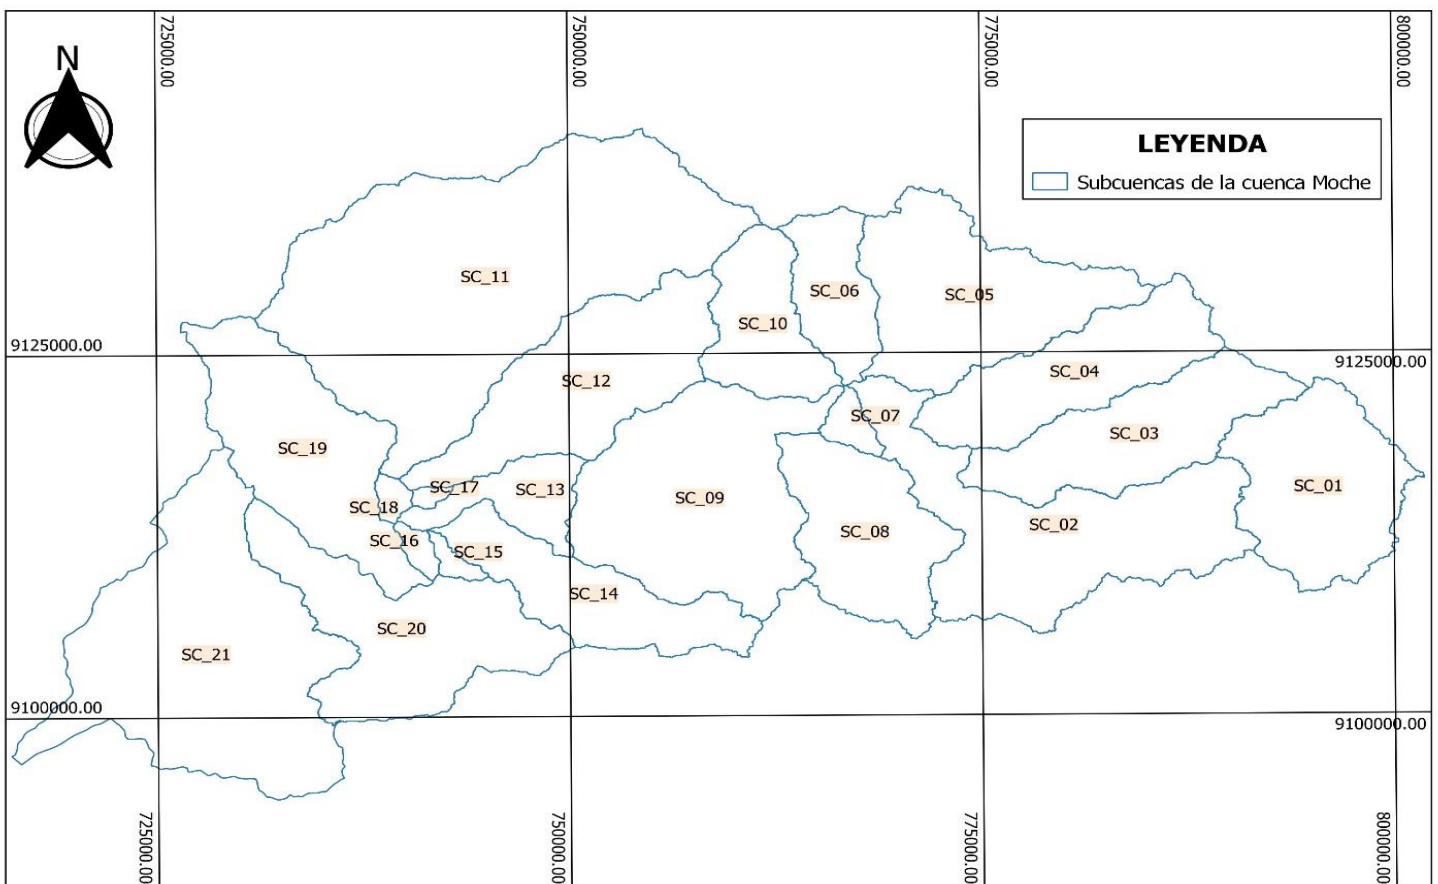 725000.00
750000.00
775000.00
800000.00
N
LEYENDA
Subcuencas de la cuenca Moche
SC_11
SC_06
SC_05
SC_10
9125000.00
9125000.00
SC_12
SC_04
SC_07
SC_03
SC_19
SC_17
SC_13
SC_09
SC_01
SC_18
SC_02
SC_08
SC_16
SC_15
SC_14
SC_20
SC_21
9100000.00
9100000.00
725000.00
750000.00
775000.00
800000.00